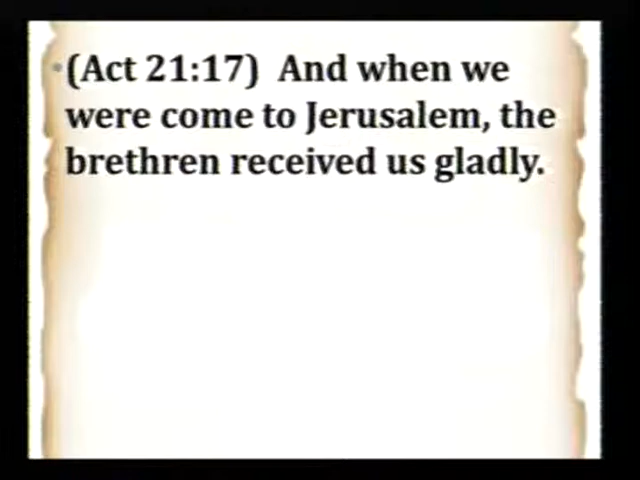 •(Act 21:17)  And when we
were come to Jerusalem, the
brethren received us gladly.